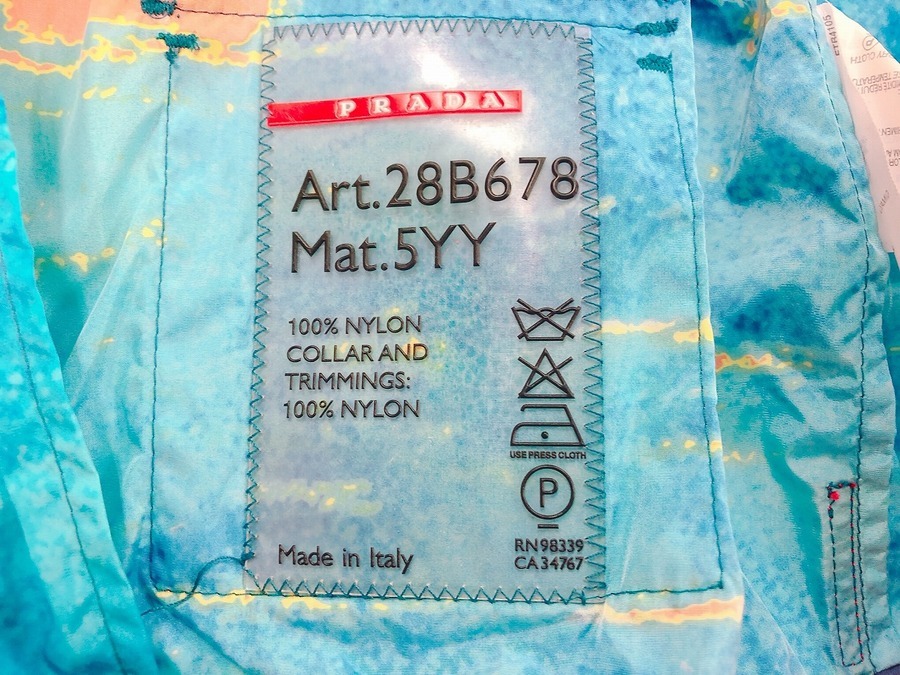 PRADA
Art.28B678
Mat.5YY
100% NYLON
COLLAR AND
TRIMMINGS:
100% NYLON
USE PRESS CLOTH
P
Made in Italy
RN 98339
CA 34767